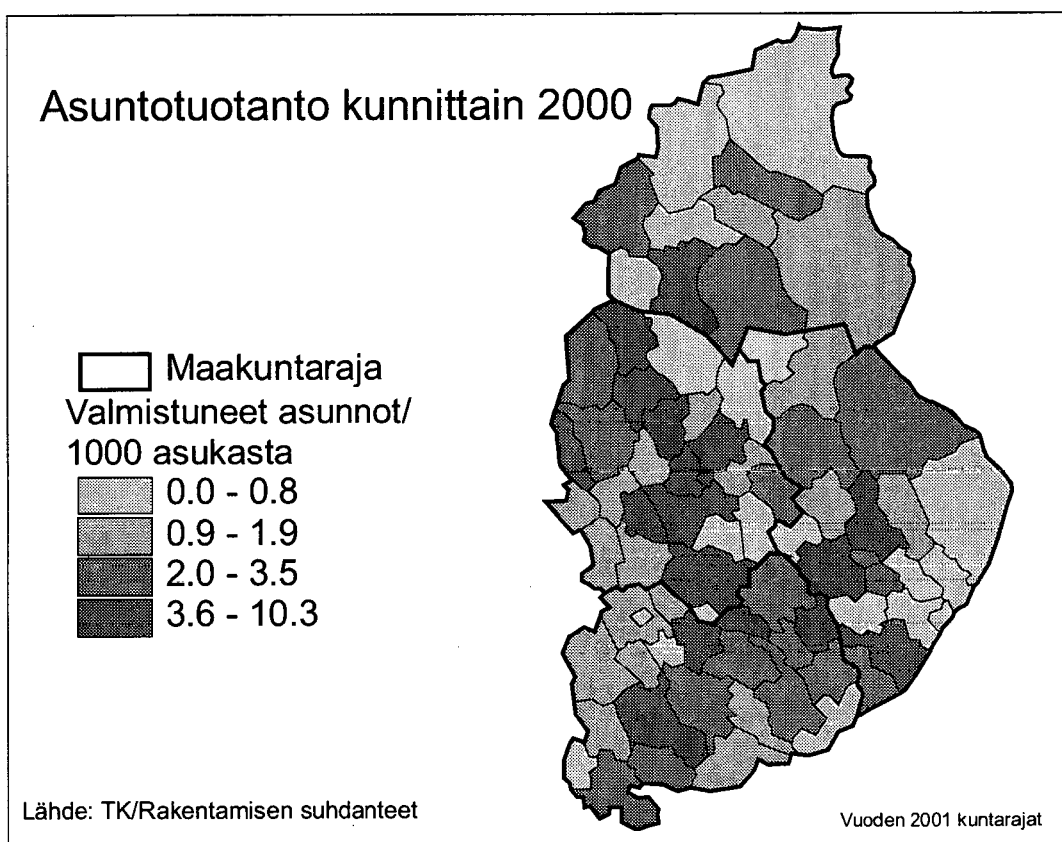 Asuntotuotanto kunnittain 2000
Maakuntaraja
Valmistuneet asunnot/
1000 asukasta
0.0 - 0.8
0.9 - 1.9
2.0 - 3.5
3.6 - 10.3
Lähde: TK/Rakentamisen suhdanteet
Vuoden 2001 kuntarajat